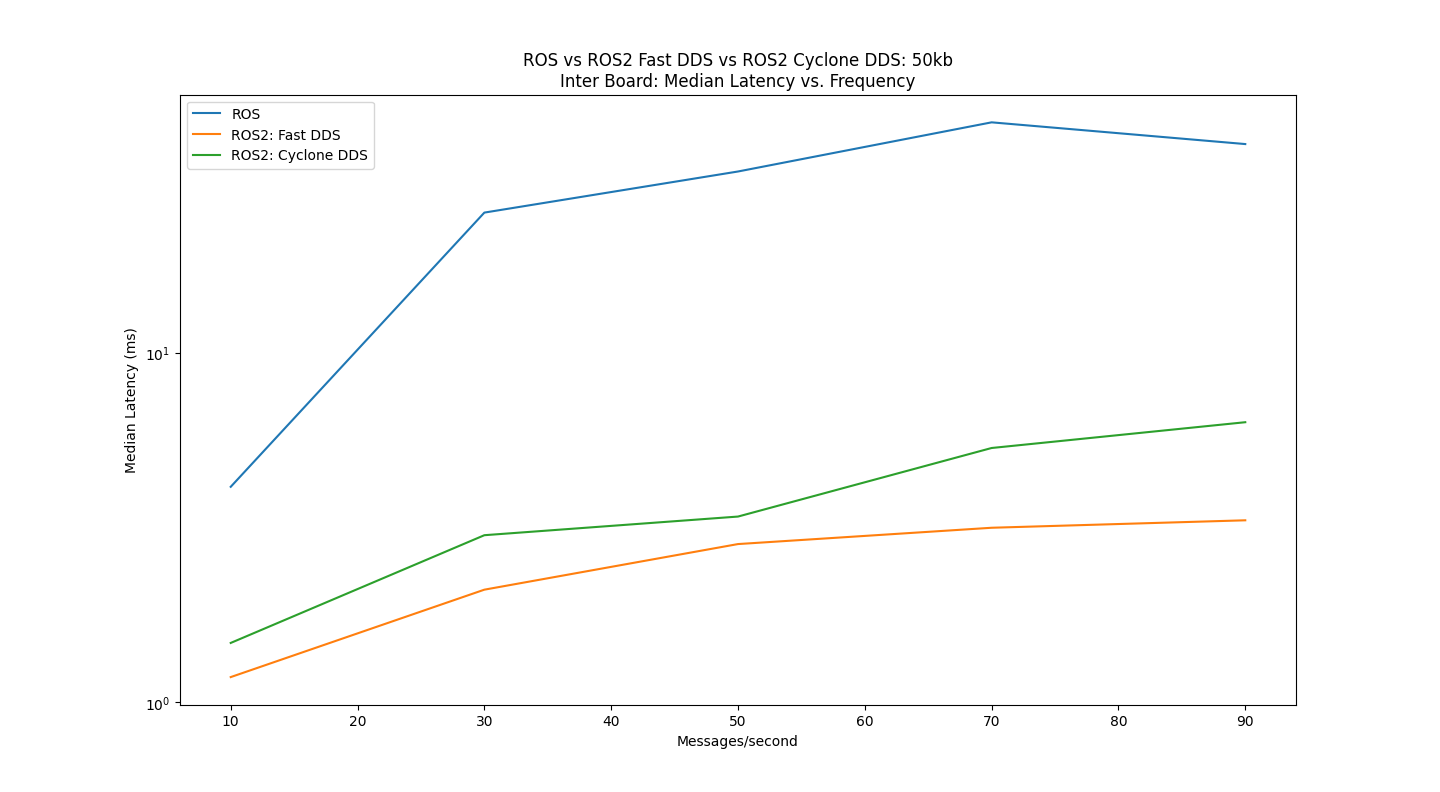 ROS vs ROS2 Fast DDS vs ROS2 Cyclone DDS: 50kb
Inter Board: Median Latency vs. Frequency
ROS
ROS2: Fast DDS
ROS2: Cyclone DDS
Median Latency (ms)
10¹
10⁰
10 20 30 40 50 60 70 80 90
Messages/second